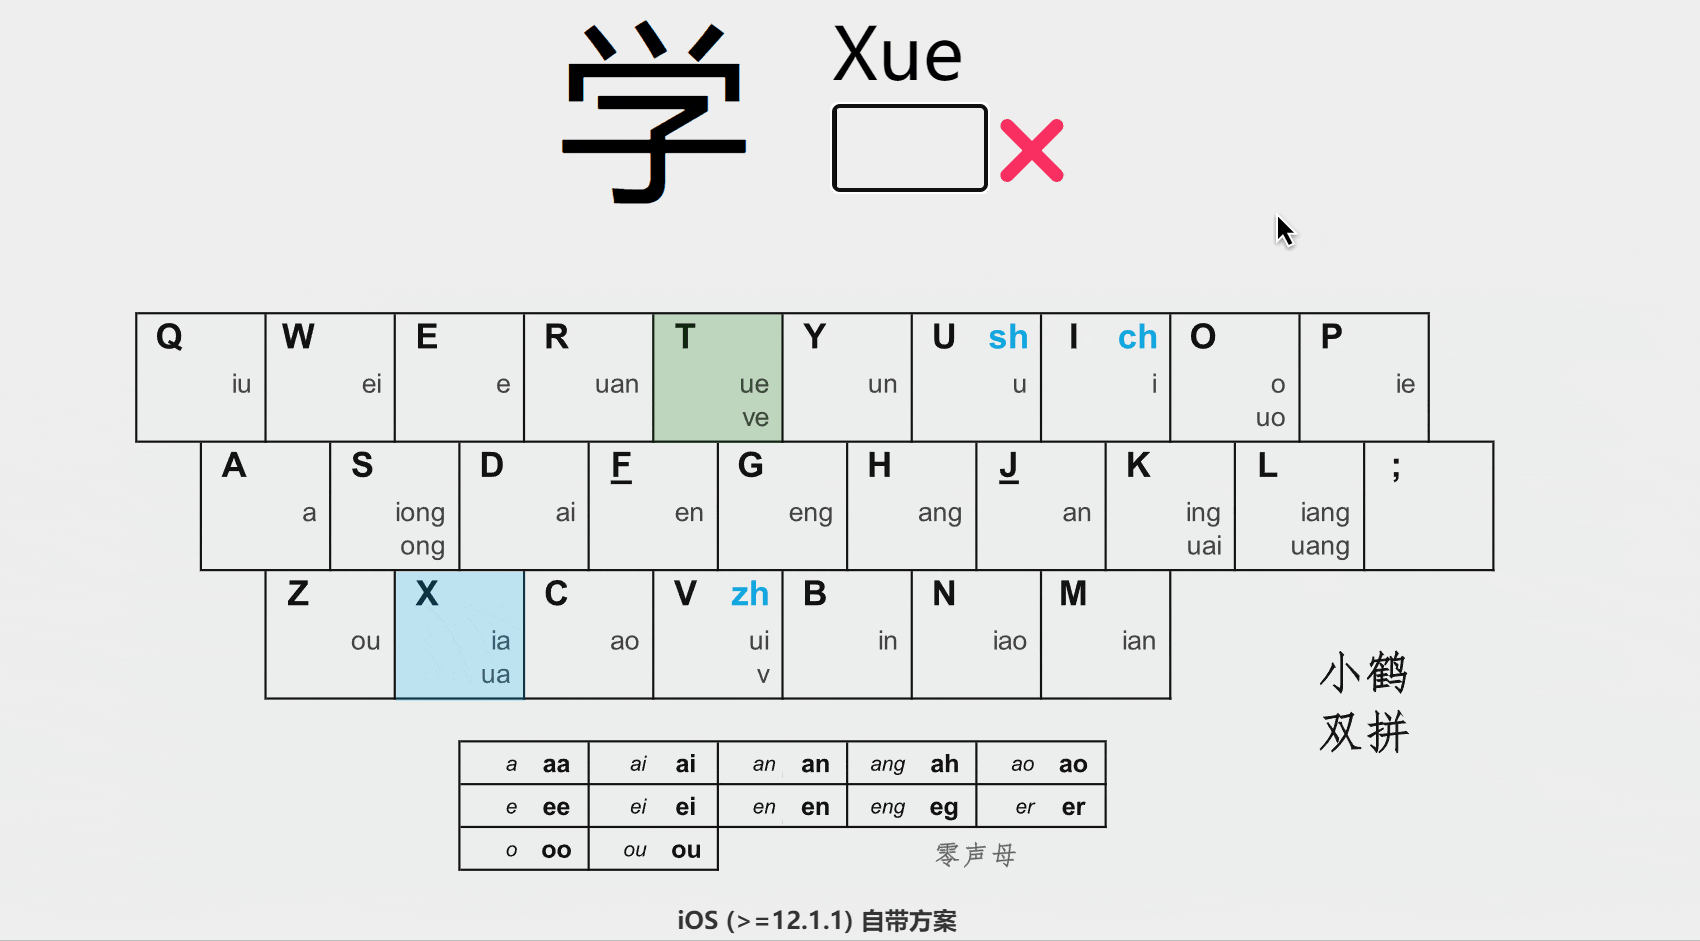 学 Xue
Q W E R T Y U sh I ch O P
iu ei e uan ue un u i o ie
ve uo
A S D F G H J K L ;
a iong ai en eng ang an ing iang
ong uai uang
Z X C V zh B N M
ou ia ao ui in iao ian
ua v
小鹤
双拼
a aa ai ai an an ang ah ao ao
e ee ei ei en en eng eg er er
o oo ou ou
零声母
iOS (>=12.1.1) 自带方案